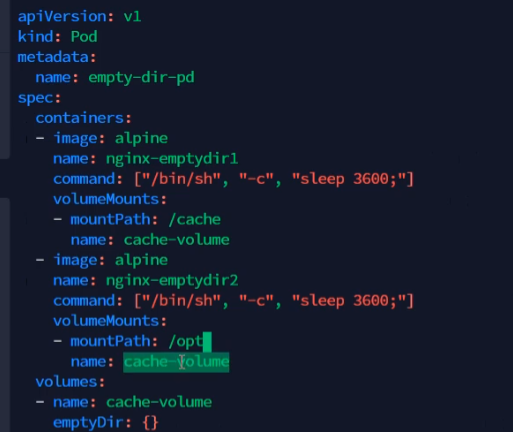 apiVersion: v1
kind: Pod
metadata:
  name: empty-dir-pd
spec:
  containers:
  - image: alpine
    name: nginx-emptydir1
    command: ["/bin/sh", "-c", "sleep 3600;"]
    volumeMounts:
    - mountPath: /cache
      name: cache-volume
  - image: alpine
    name: nginx-emptydir2
    command: ["/bin/sh", "-c", "sleep 3600;"]
    volumeMounts:
    - mountPath: /opt
      name: cache-volume
  volumes:
  - name: cache-volume
    emptyDir: {}